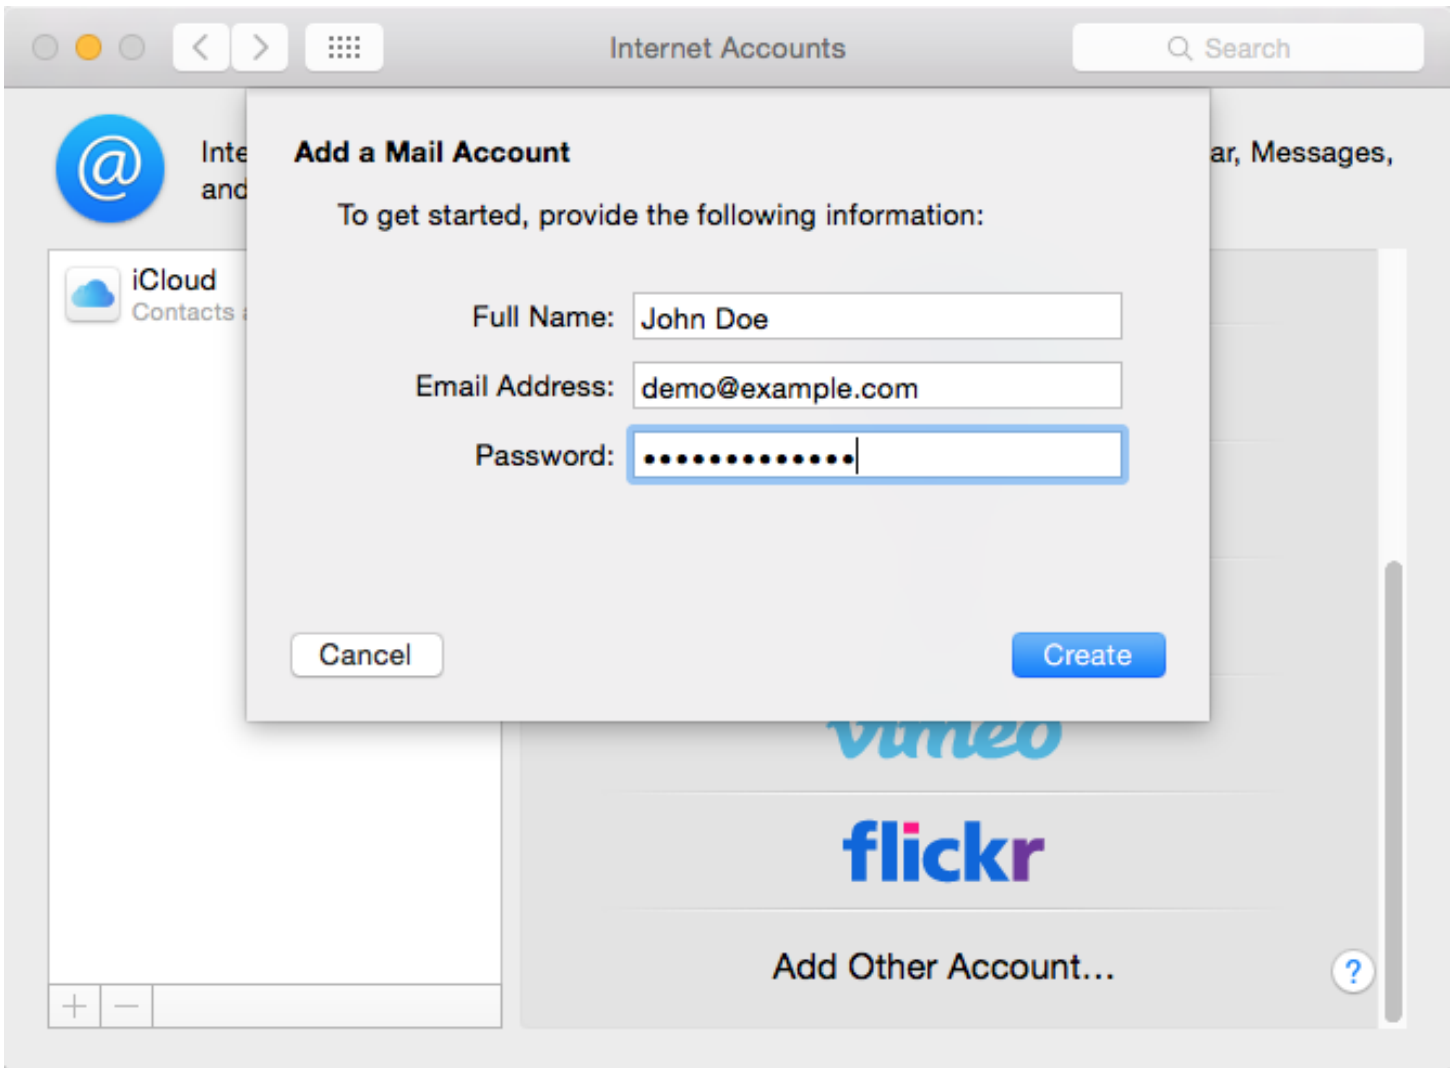 Internet Accounts
Search
Inte
ar, Messages,
and
Add a Mail Account
To get started, provide the following information:
iCloud
Contacts
Full Name: John Doe
Email Address: demo@example.com
Password: •••••••••••••
Cancel
Create
vimeo
flickr
Add Other Account...
?